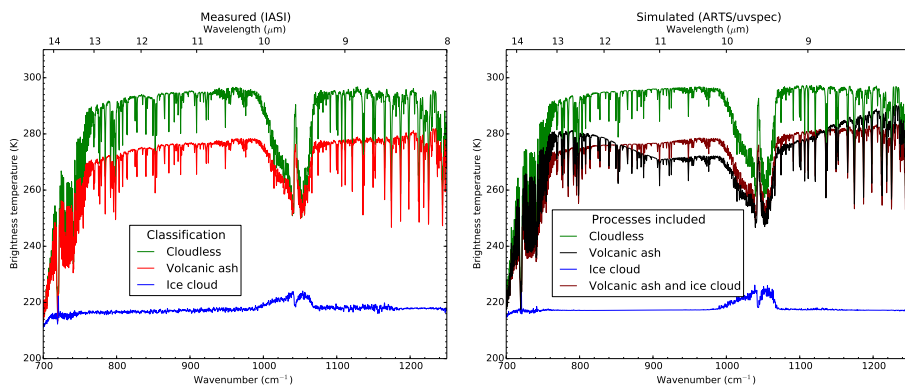 Measured (IASI)
Wavelength (μm)
14 13 12 11 10 9 8
Brightness temperature (K)
300
280
260
240
220
200
Classification
Cloudless
Volcanic ash
Ice cloud
700 800 900 1000 1100 1200
Wavenumber (cm⁻¹)
Simulated (ARTS/uvspec)
Wavelength (μm)
14 13 12 11 10 9
Brightness temperature (K)
300
280
260
240
220
200
Processes included
Cloudless
Volcanic ash
Ice cloud
Volcanic ash and ice cloud
700 800 900 1000 1100 1200
Wavenumber (cm⁻¹)